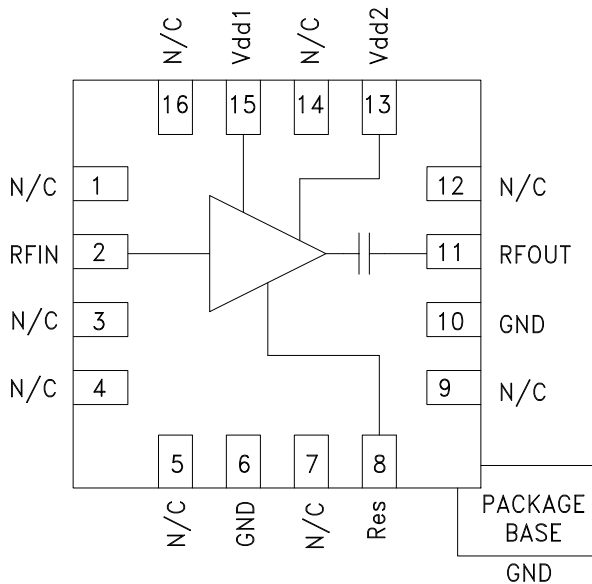 N/C Vdd1 N/C Vdd2
16 15 14 13
N/C 1 12 N/C
RFIN 2 11 RFOUT
N/C 3 10 GND
N/C 4 9 N/C
5 6 7 8
N/C GND N/C Res
PACKAGE
BASE
GND